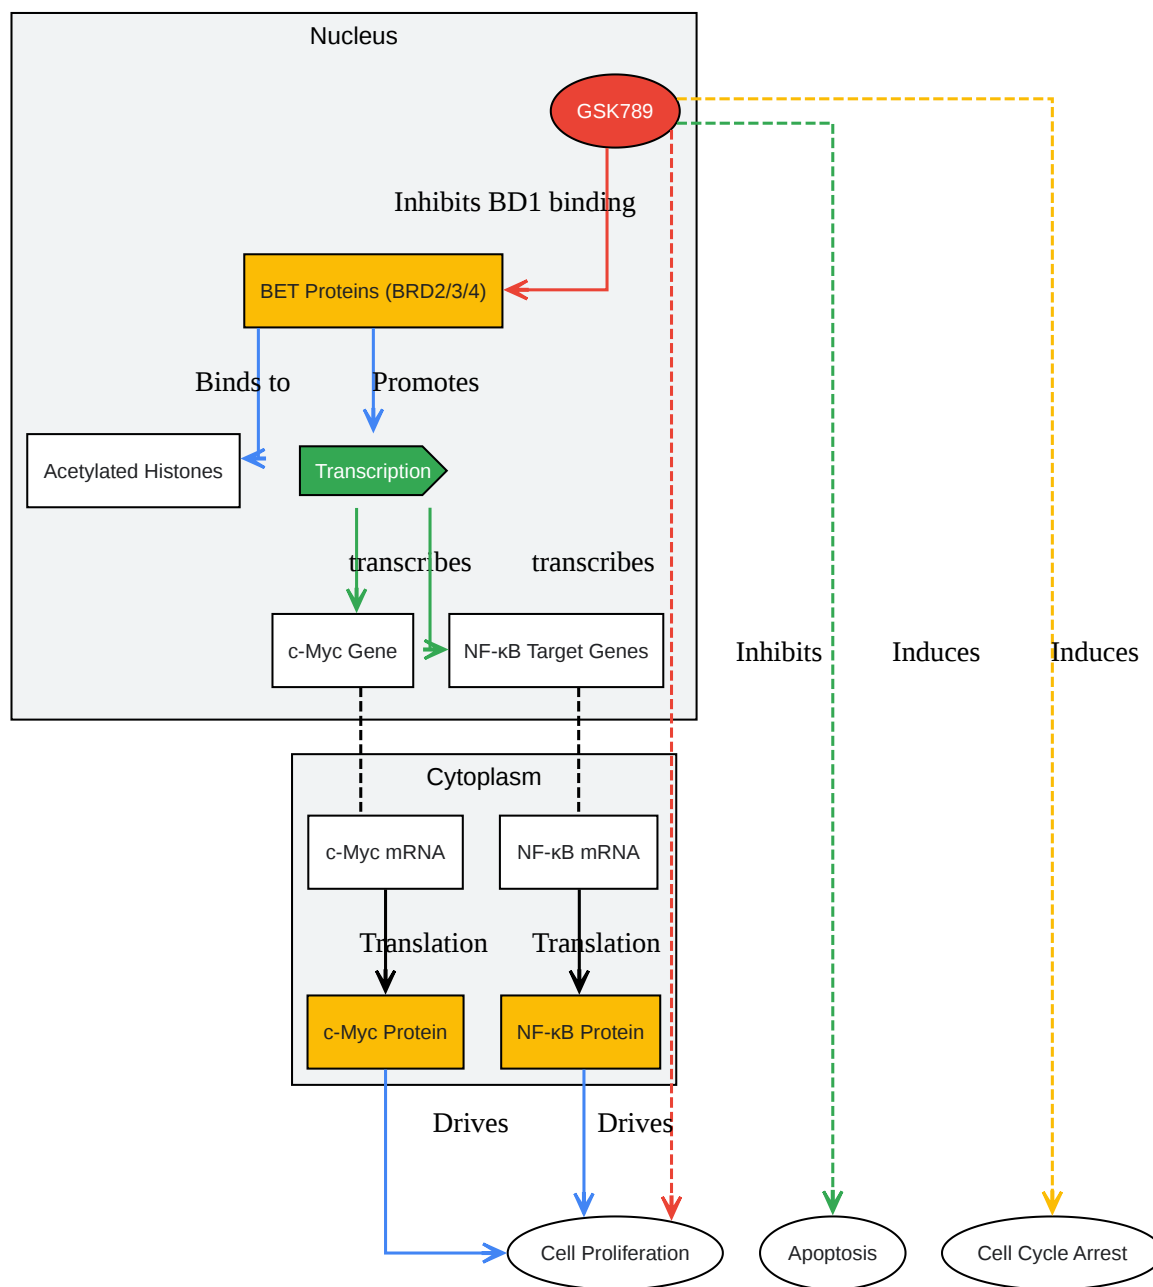 Nucleus
GSK789
Inhibits BD1 binding
BET Proteins (BRD2/3/4)
Binds to
Promotes
Acetylated Histones
Transcription
transcribes
transcribes
c-Myc Gene
NF-κB Target Genes
Inhibits
Induces
Induces
Cytoplasm
c-Myc mRNA
NF-κB mRNA
Translation
Translation
c-Myc Protein
NF-κB Protein
Drives
Drives
Cell Proliferation
Apoptosis
Cell Cycle Arrest